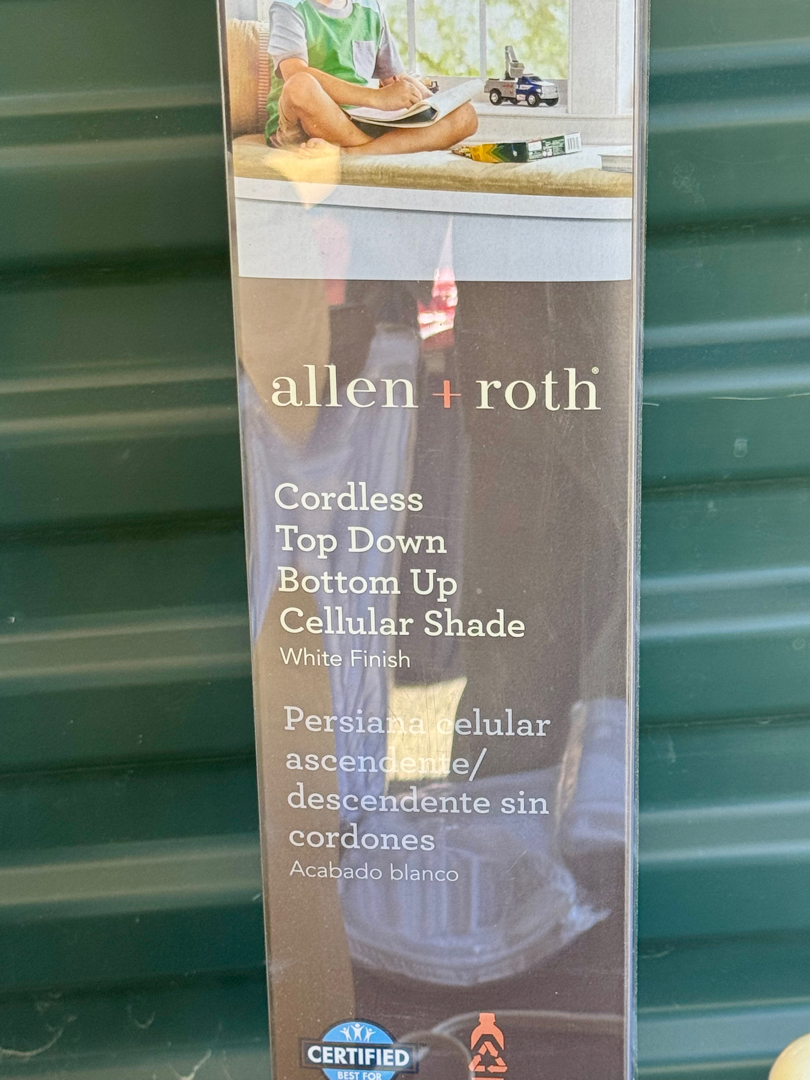 allen + roth®
Cordless
Top Down
Bottom Up
Cellular Shade
White Finish
Persiana celular
ascendente/
descendente sin
cordones
Acabado blanco
CERTIFIED
BEST FOR